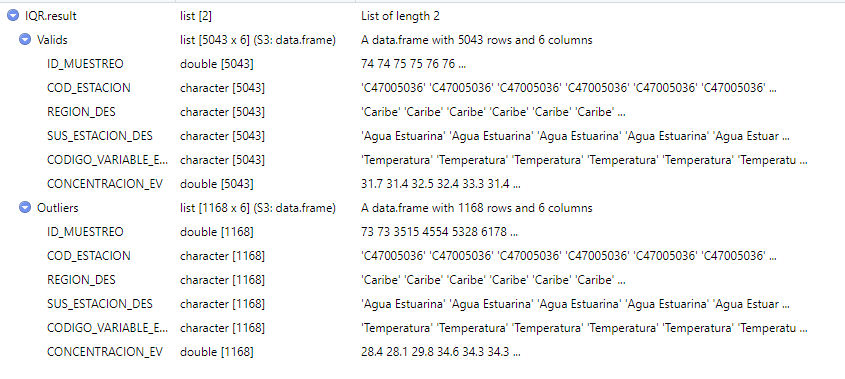 IQR.result list [2] List of length 2
Valids list [5043 x 6] (S3: data.frame) A data.frame with 5043 rows and 6 columns
ID_MUESTREO double [5043] 74 74 75 75 76 76 ...
COD_ESTACION character [5043] 'C47005036' 'C47005036' 'C47005036' 'C47005036' 'C47005036' 'C47005036' ...
REGION_DES character [5043] 'Caribe' 'Caribe' 'Caribe' 'Caribe' 'Caribe' 'Caribe' ...
SUS_ESTACION_DES character [5043] 'Agua Estuarina' 'Agua Estuarina' 'Agua Estuarina' 'Agua Estuarina' 'Agua Estuar ...
CODIGO_VARIABLE_E... character [5043] 'Temperatura' 'Temperatura' 'Temperatura' 'Temperatura' 'Temperatura' 'Temperatu ...
CONCENTRACION_EV double [5043] 31.7 31.4 32.5 32.4 33.3 31.4 ...
Outliers list [1168 x 6] (S3: data.frame) A data.frame with 1168 rows and 6 columns
ID_MUESTREO double [1168] 73 73 3515 4554 5328 6178 ...
COD_ESTACION character [1168] 'C47005036' 'C47005036' 'C47005036' 'C47005036' 'C47005036' 'C47005036' ...
REGION_DES character [1168] 'Caribe' 'Caribe' 'Caribe' 'Caribe' 'Caribe' 'Caribe' ...
SUS_ESTACION_DES character [1168] 'Agua Estuarina' 'Agua Estuarina' 'Agua Estuarina' 'Agua Estuarina' 'Agua Estuar ...
CODIGO_VARIABLE_E... character [1168] 'Temperatura' 'Temperatura' 'Temperatura' 'Temperatura' 'Temperatura' 'Temperatu ...
CONCENTRACION_EV double [1168] 28.4 28.1 29.8 34.6 34.3 34.3 ...